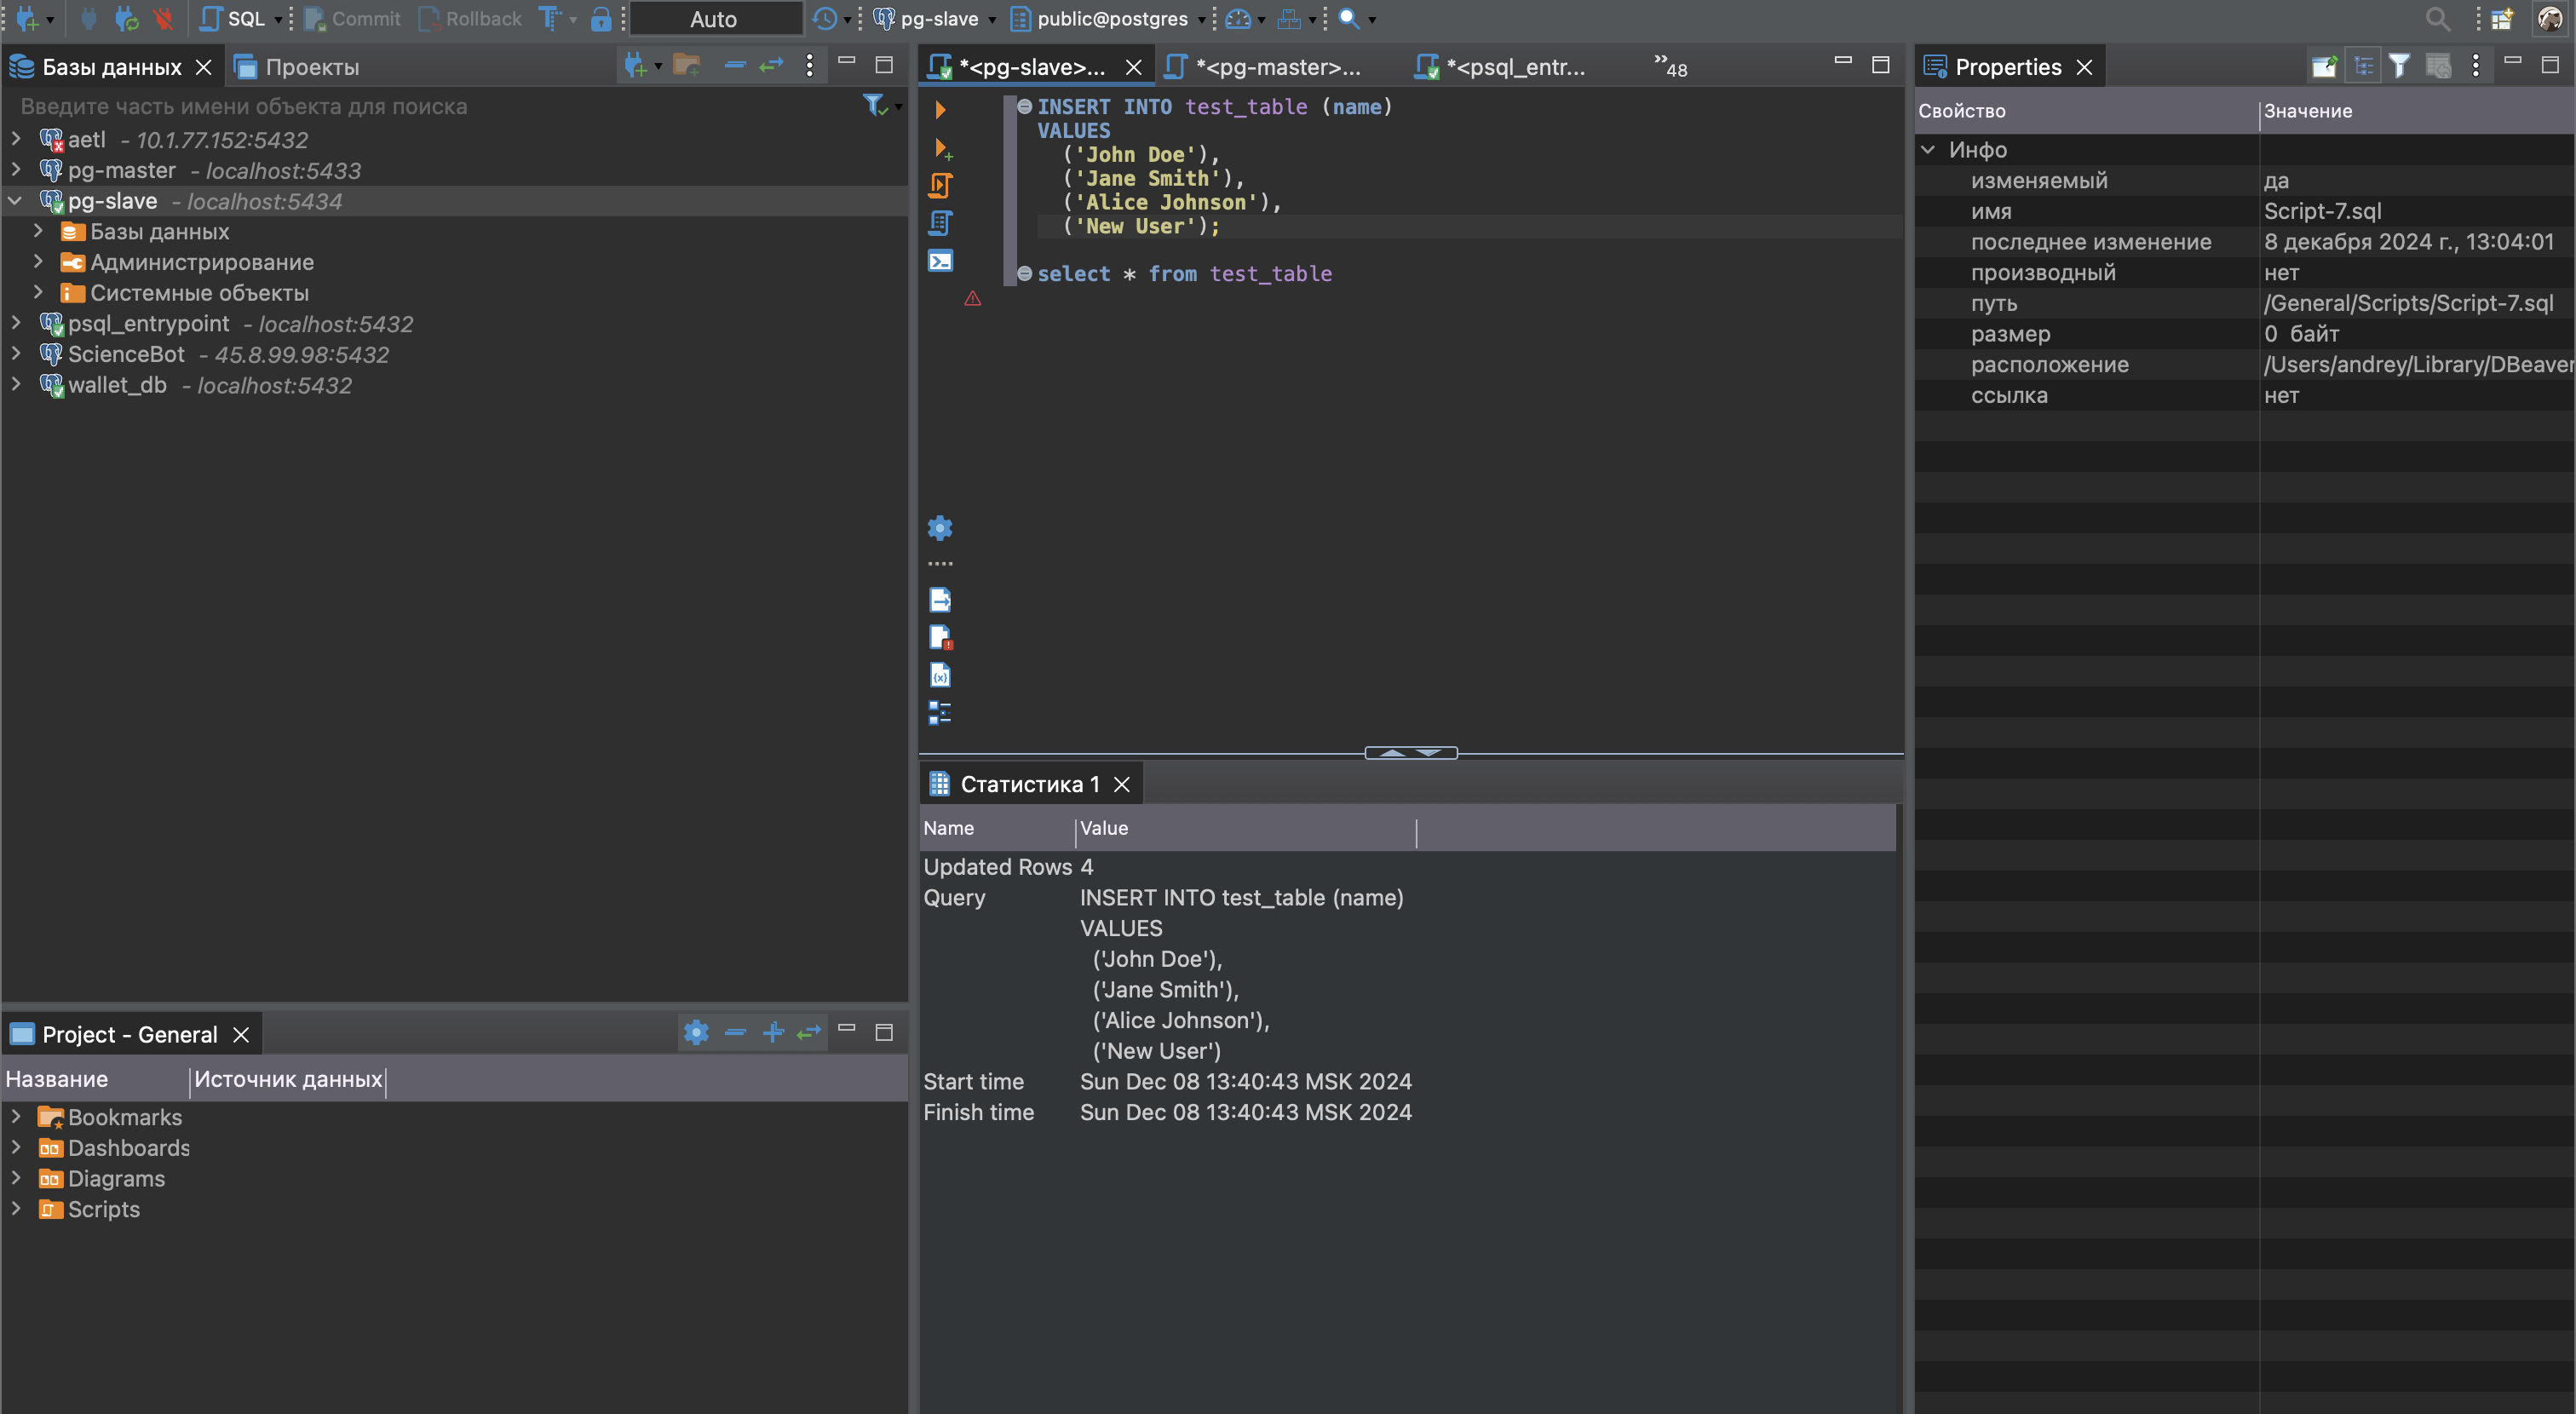 SQL Commit Rollback Auto pg-slave public@postgres
Базы данных
Проекты
Введите часть имени объекта для поиска
aetl - 10.1.77.152:5432
pg-master - localhost:5433
pg-slave - localhost:5434
Базы данных
Администрирование
Системные объекты
psql_entrypoint - localhost:5432
ScienceBot - 45.8.99.98:5432
wallet_db - localhost:5432
Project - General
Название Источник данных
Bookmarks
Dashboards
Diagrams
Scripts
*<pg-slave>... *<pg-master>... *<psql_entr... »48
INSERT INTO test_table (name)
VALUES
('John Doe'),
('Jane Smith'),
('Alice Johnson'),
('New User');
select * from test_table
Статистика 1
Name Value
Updated Rows 4
Query INSERT INTO test_table (name)
VALUES
('John Doe'),
('Jane Smith'),
('Alice Johnson'),
('New User')
Start time Sun Dec 08 13:40:43 MSK 2024
Finish time Sun Dec 08 13:40:43 MSK 2024
Properties
Свойство Значение
Инфо
изменяемый да
имя Script-7.sql
последнее изменение 8 декабря 2024 г., 13:04:01
производный нет
путь /General/Scripts/Script-7.sql
размер 0 байт
расположение /Users/andrey/Library/DBeaver
ссылка нет